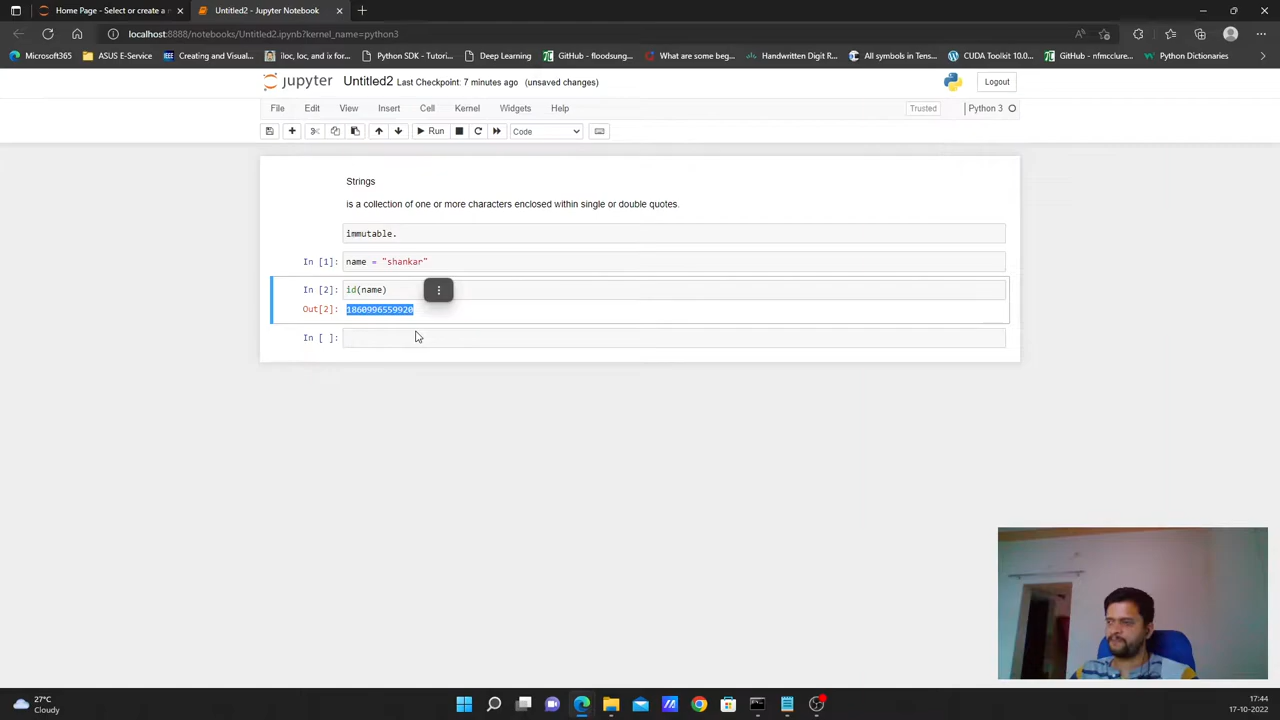 Home Page - Select or create a n
Untitled2 - Jupyter Notebook
localhost:8888/notebooks/Untitled2.ipynb?kernel_name=python3
Microsoft365
ASUS E-Service
Creating and Visual...
iloc, loc, and ix for...
Python SDK - Tutori...
Deep Learning
GitHub - floodsung...
What are some beg...
Handwritten Digit R...
All symbols in Tens...
CUDA Toolkit 10.0...
GitHub - nfmcclure...
Python Dictionaries
jupyter Untitled2 Last Checkpoint: 7 minutes ago (unsaved changes)
Logout
File Edit View Insert Cell Kernel Widgets Help
Trusted
Python 3
Run
Code
Strings
is a collection of one or more characters enclosed within single or double quotes.
immutable.
In [1]: name = "shankar"
In [2]: id(name)
Out[2]: 1860996559920
In [ ]:
27°C
Cloudy
17:44
17-10-2022